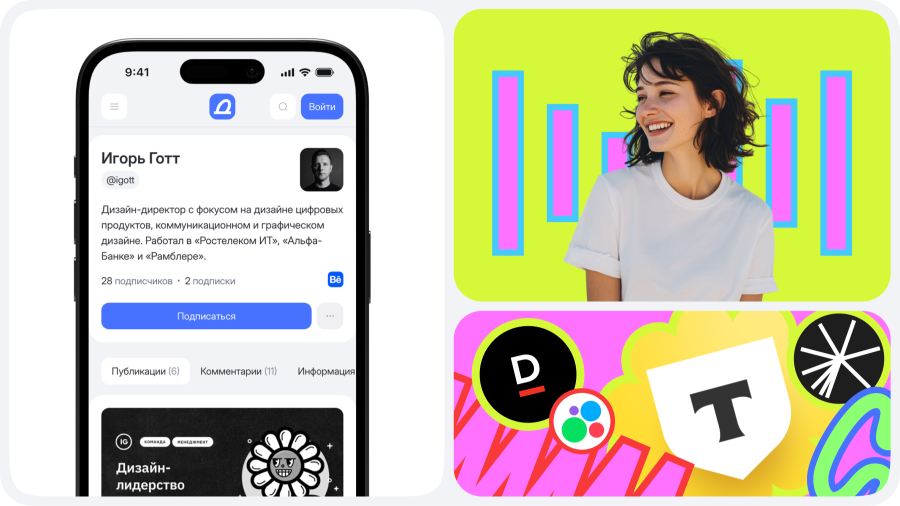 9:41
Войти
Игорь Готт
@igott
Дизайн-директор с фокусом на дизайне цифровых
продуктов, коммуникационном и графическом
дизайне. Работал в «Ростелеком ИТ», «Альфа-
Банке» и «Рамблере».
28 подписчиков • 2 подписки
Bē
Подписаться
Публикации (6)
Комментарии (11)
Информация
IG
КОМАНДА
МЕНЕДЖМЕНТ
Дизайн-
лидерство
D
T